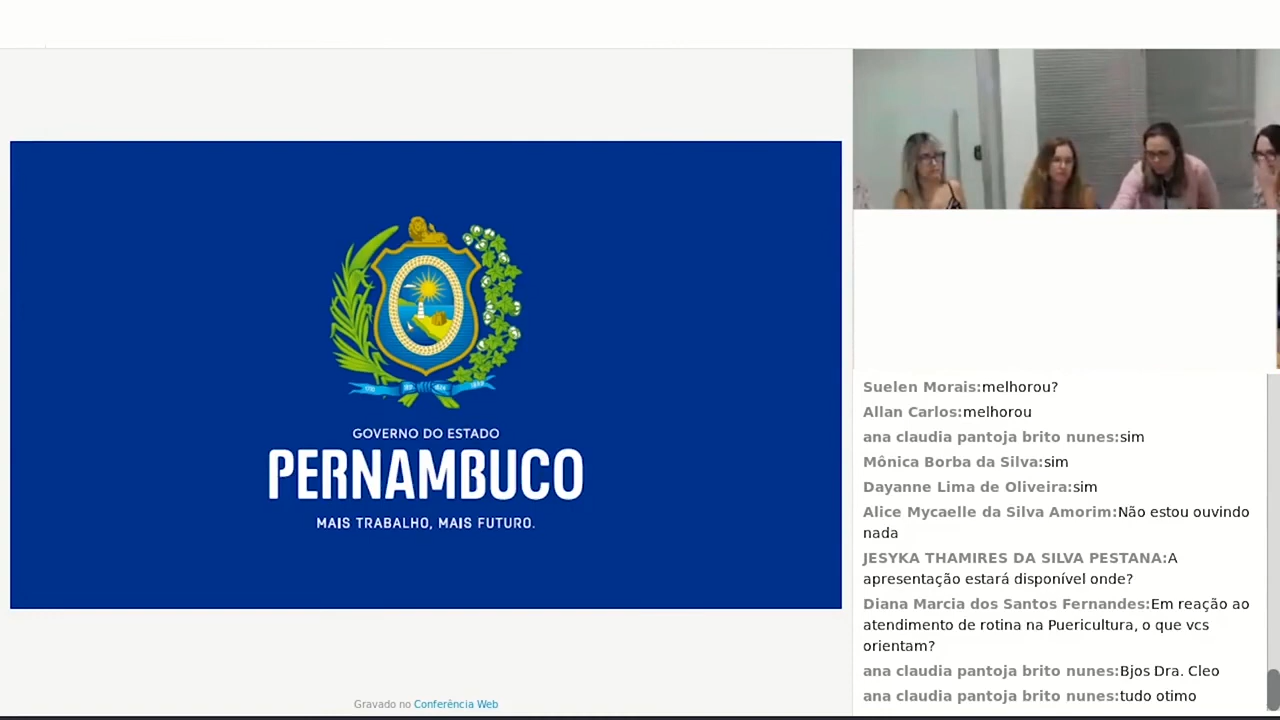 GOVERNO DO ESTADO
PERNAMBUCO
MAIS TRABALHO, MAIS FUTURO.
Gravado no Conferência Web
Suelen Morais:melhorou?
Allan Carlos:melhorou
ana claudia pantoja brito nunes:sim
Mônica Borba da Silva:sim
Dayanne Lima de Oliveira:sim
Alice Mycaelle da Silva Amorim:Não estou ouvindo
nada
JESYKA THAMIRES DA SILVA PESTANA:A
apresentação estará disponível onde?
Diana Marcia dos Santos Fernandes:Em reação ao
atendimento de rotina na Puericultura, o que vcs
orientam?
ana claudia pantoja brito nunes:Bjos Dra. Cleo
ana claudia pantoja brito nunes:tudo otimo